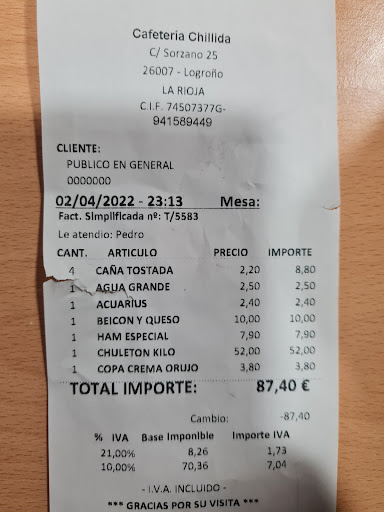 Cafeteria Chillida
C/ Sorzano 25
26007 - Logroño
LA RIOJA
C.I.F. 74507377G-
941589449
CLIENTE:
PUBLICO EN GENERAL
0000000
02/04/2022 - 23:13 Mesa:
Fact. Simplificada nº: T/5583
Le atendio: Pedro
CANT. ARTICULO PRECIO IMPORTE
4 CAÑA TOSTADA 2,20 8,80
1 AGUA GRANDE 2,50 2,50
1 ACUARIUS 2,40 2,40
1 BEICON Y QUESO 10,00 10,00
1 HAM ESPECIAL 7,90 7,90
1 CHULETON KILO 52,00 52,00
1 COPA CREMA ORUJO 3,80 3,80
TOTAL IMPORTE: 87,40 €
Cambio: -87,40
% IVA Base Imponible Importe IVA
21,00% 8,26 1,73
10,00% 70,36 7,04
- I.V.A. INCLUIDO -
*** GRACIAS POR SU VISITA ***